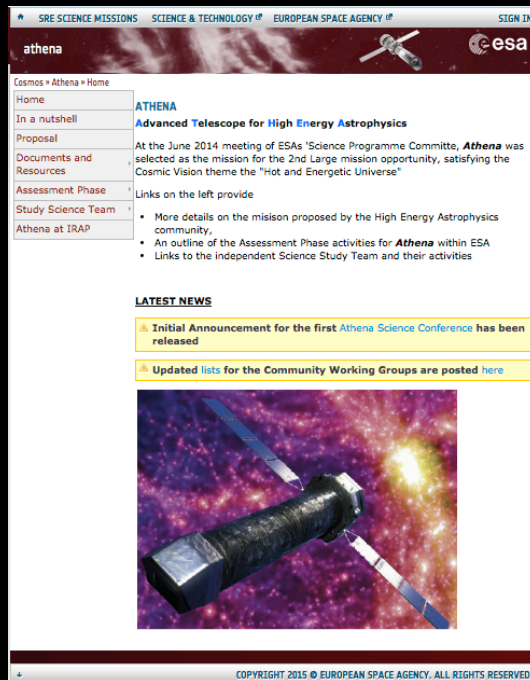 SRE SCIENCE MISSIONS SCIENCE & TECHNOLOGY EUROPEAN SPACE AGENCY SIGN IN
athena
esa
Cosmos » Athena » Home
Home
In a nutshell
Proposal
Documents and
Resources
Assessment Phase
Study Science Team
Athena at IRAP
ATHENA
Advanced Telescope for High Energy Astrophysics
At the June 2014 meeting of ESAs 'Science Programme Committe, Athena was
selected as the mission for the 2nd Large mission opportunity, satisfying the
Cosmic Vision theme the "Hot and Energetic Universe"
Links on the left provide
• More details on the misison proposed by the High Energy Astrophysics
community,
• An outline of the Assessment Phase activities for Athena within ESA
• Links to the independent Science Study Team and their activities
LATEST NEWS
Initial Announcement for the first Athena Science Conference has been
released
Updated lists for the Community Working Groups are posted here
COPYRIGHT 2015 © EUROPEAN SPACE AGENCY. ALL RIGHTS RESERVED